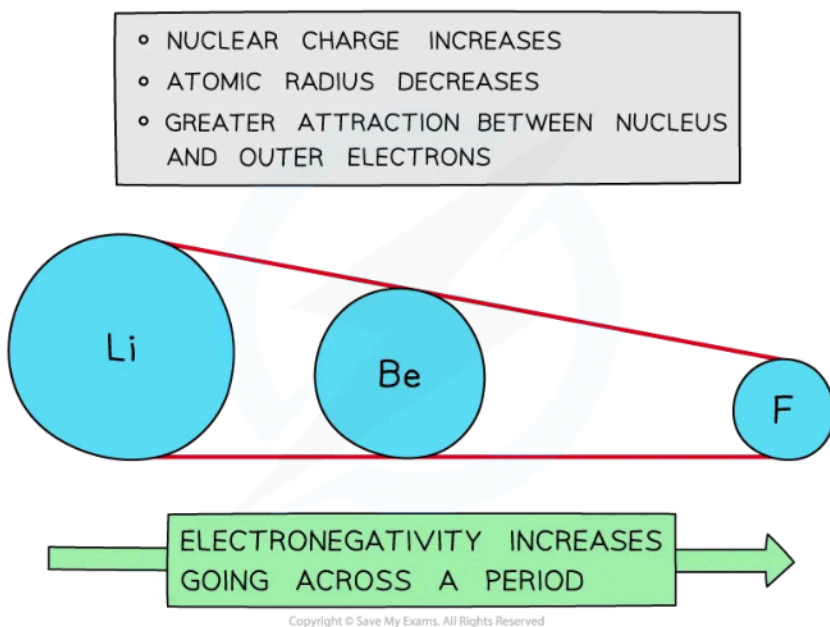 ∘ NUCLEAR CHARGE INCREASES
∘ ATOMIC RADIUS DECREASES
∘ GREATER ATTRACTION BETWEEN NUCLEUS
AND OUTER ELECTRONS
Li
Be
F
ELECTRONEGATIVITY INCREASES
GOING ACROSS A PERIOD
Copyright © Save My Exams. All Rights Reserved